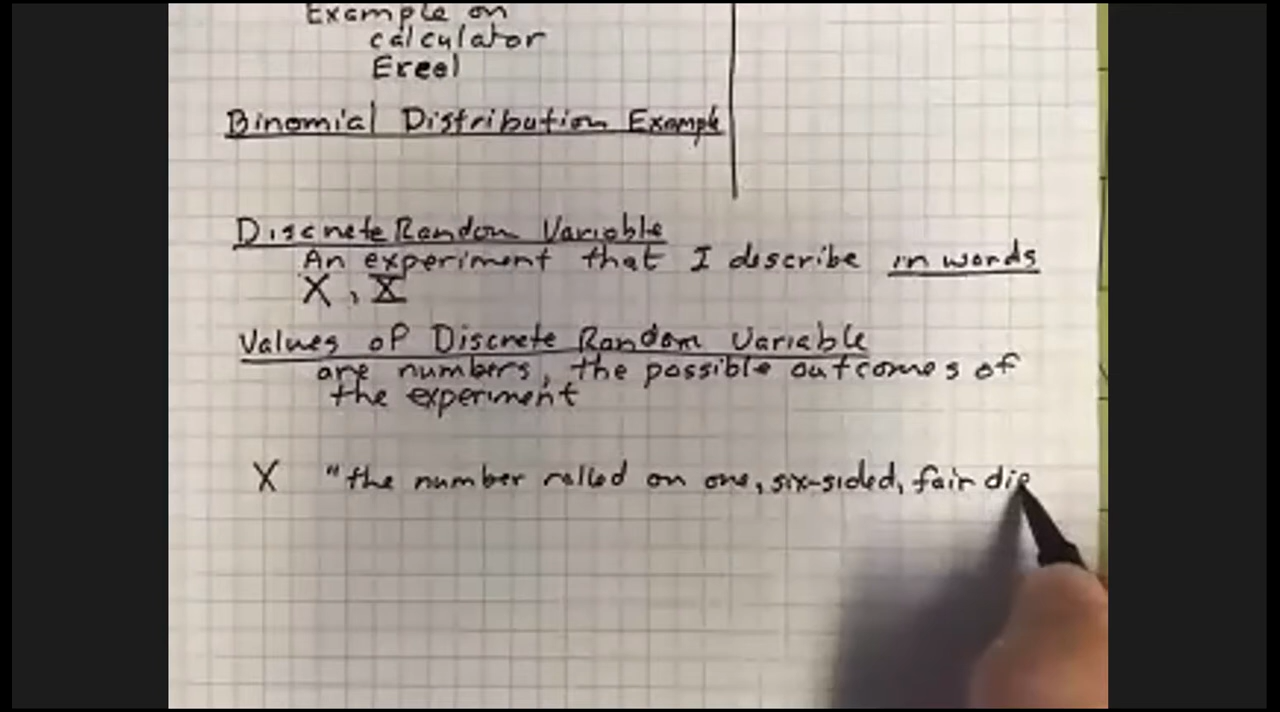 Example on
calculator
Excel
Binomial Distribution Example
Discrete Random Variable
An experiment that I describe in words
X, X
Values of Discrete Random Variable
are numbers, the possible outcomes of
the experiment
X "the number rolled on one, six-sided, fair die